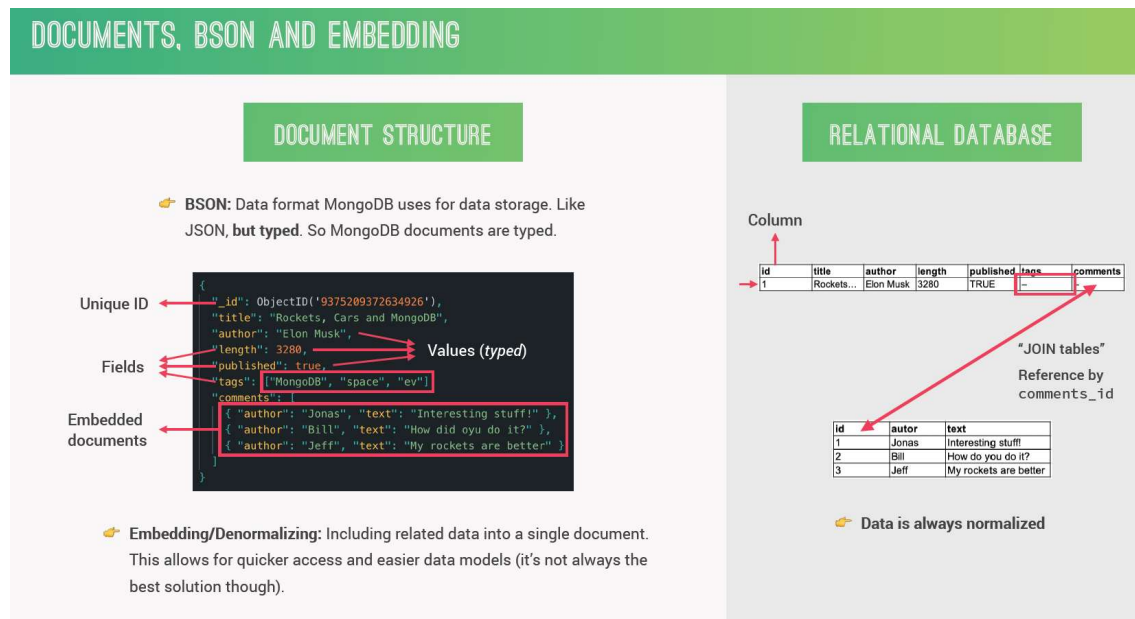 DOCUMENTS, BSON AND EMBEDDING
DOCUMENT STRUCTURE
👉 BSON: Data format MongoDB uses for data storage. Like
JSON, but typed. So MongoDB documents are typed.
Unique ID
Fields
Embedded
documents
{
"_id": ObjectID('9375209372634926'),
"title": "Rockets, Cars and MongoDB",
"author": "Elon Musk",
"length": 3280,
"published": true,
"tags": ["MongoDB", "space", "ev"]
"comments": [
{ "author": "Jonas", "text": "Interesting stuff!" },
{ "author": "Bill", "text": "How did oyu do it?" },
{ "author": "Jeff", "text": "My rockets are better" }
]
}
Values (typed)
👉 Embedding/Denormalizing: Including related data into a single document.
This allows for quicker access and easier data models (it's not always the
best solution though).
RELATIONAL DATABASE
Column
id title author length published tags comments
1 Rockets... Elon Musk 3280 TRUE –
"JOIN tables"
Reference by
comments_id
id autor text
1 Jonas Interesting stuff!
2 Bill How do you do it?
3 Jeff My rockets are better
👉 Data is always normalized